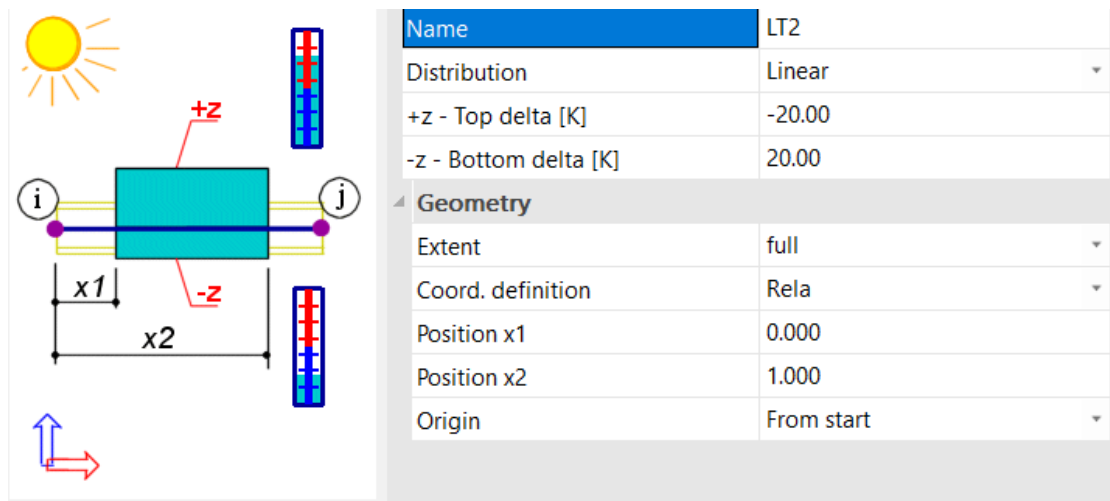 +z
i
j
x1
-z
x2
Name LT2
Distribution Linear
+z - Top delta [K] -20.00
-z - Bottom delta [K] 20.00
Geometry
Extent full
Coord. definition Rela
Position x1 0.000
Position x2 1.000
Origin From start